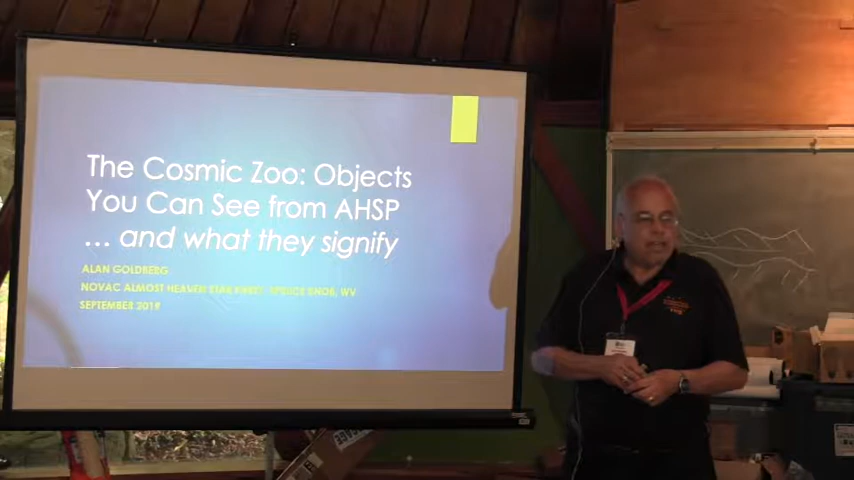 The Cosmic Zoo: Objects
You Can See from AHSP
… and what they signify
ALAN GOLDBERG
NOVAC ALMOST HEAVEN STAR PARTY, SPRUCE KNOB, WV
SEPTEMBER 2019